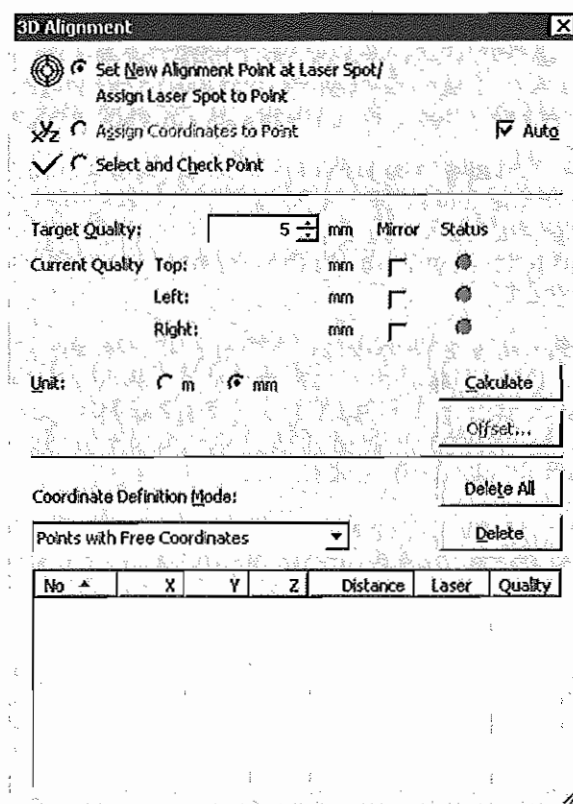 3D Alignment
Set New Alignment Point at Laser Spot/
Assign Laser Spot to Point
Assign Coordinates to Point Auto
Select and Check Point
Target Quality: 5 mm Mirror Status
Current Quality Top: mm
Left: mm
Right: mm
Unit: m mm Calculate
Offset...
Delete All
Coordinate Definition Mode:
Points with Free Coordinates Delete
No X Y Z Distance Laser Quality